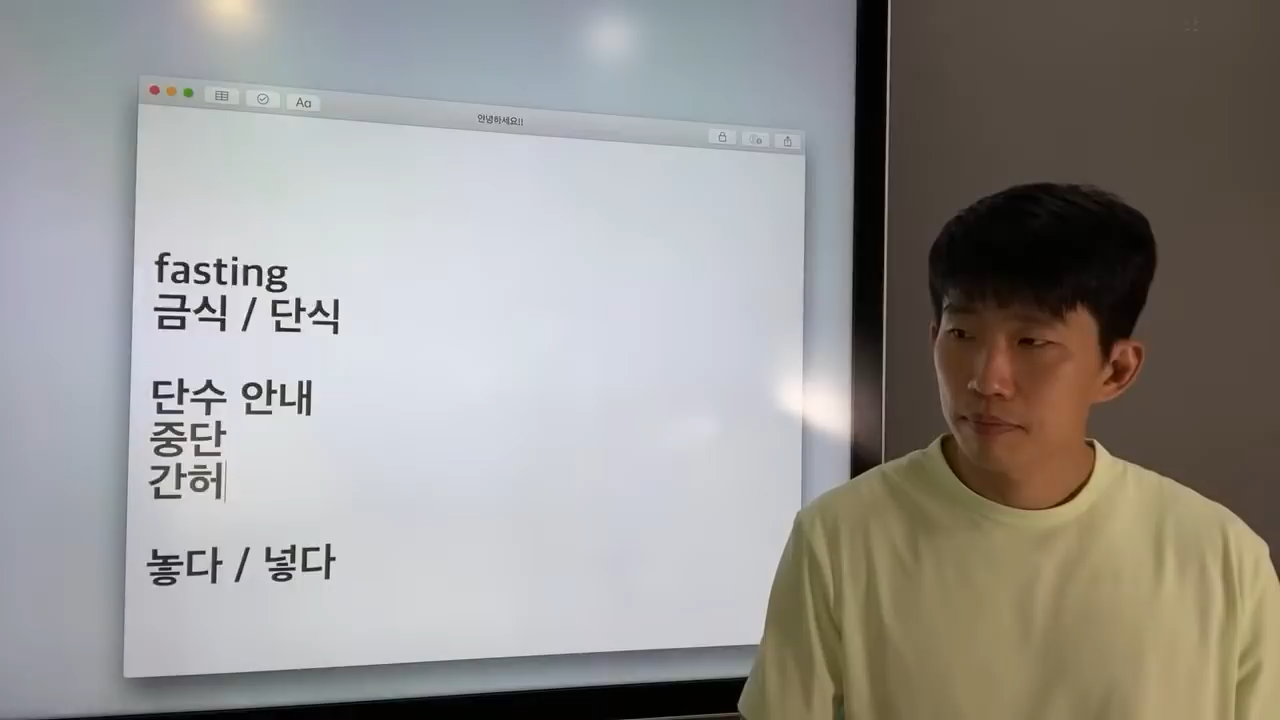 Aa
안녕하세요!!
fasting
금식 / 단식
단수 안내
중단
간허
놓다 / 넣다